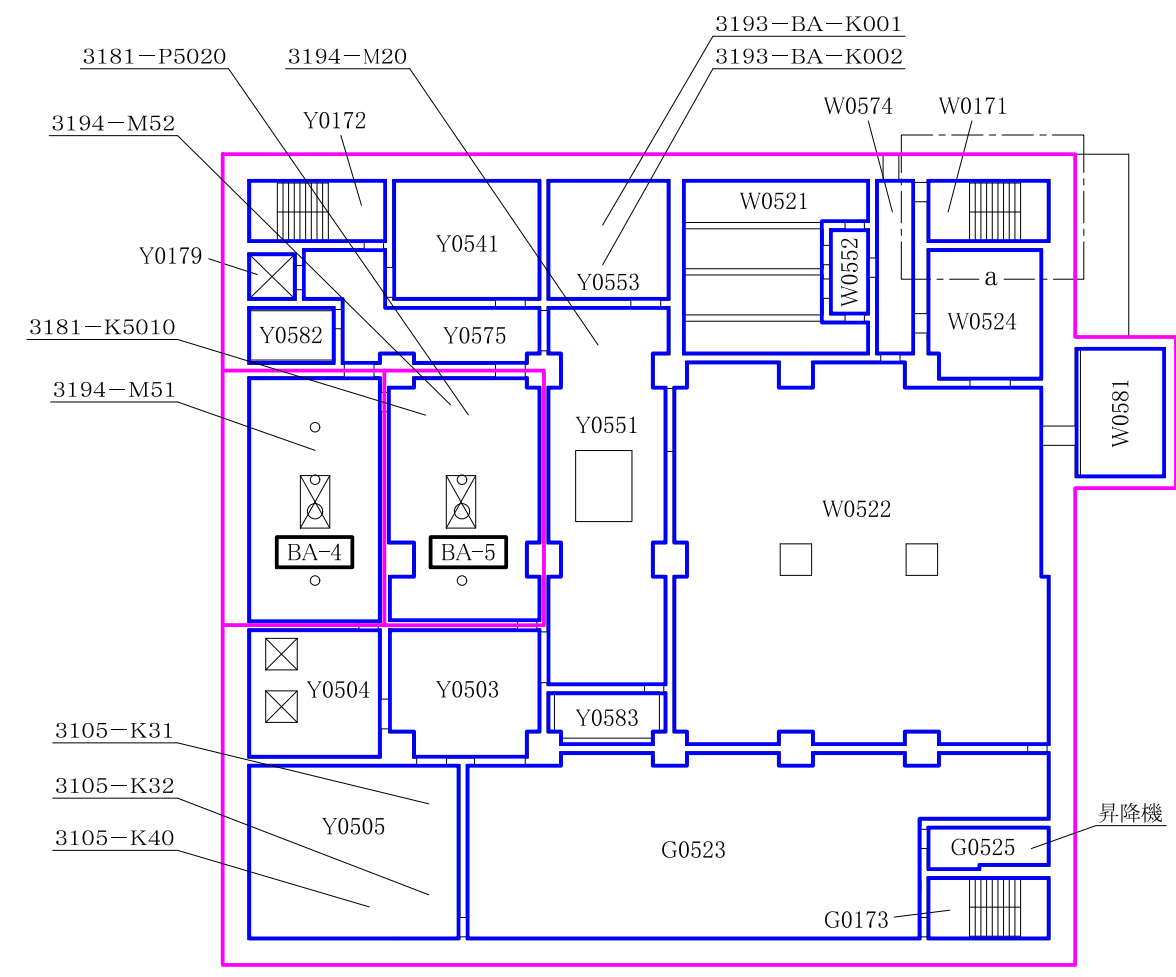 3193-BA-K001
3181-P5020
3194-M20
3193-BA-K002
W0574
W0171
3194-M52
Y0172
W0521
Y0541
Y0179
W0552
a
Y0553
W0524
3181-K5010
Y0582
Y0575
3194-M51
W0581
Y0551
W0522
BA-4
BA-5
Y0504
Y0503
Y0583
3105-K31
3105-K32
Y0505
昇降機
3105-K40
G0523
G0525
G0173